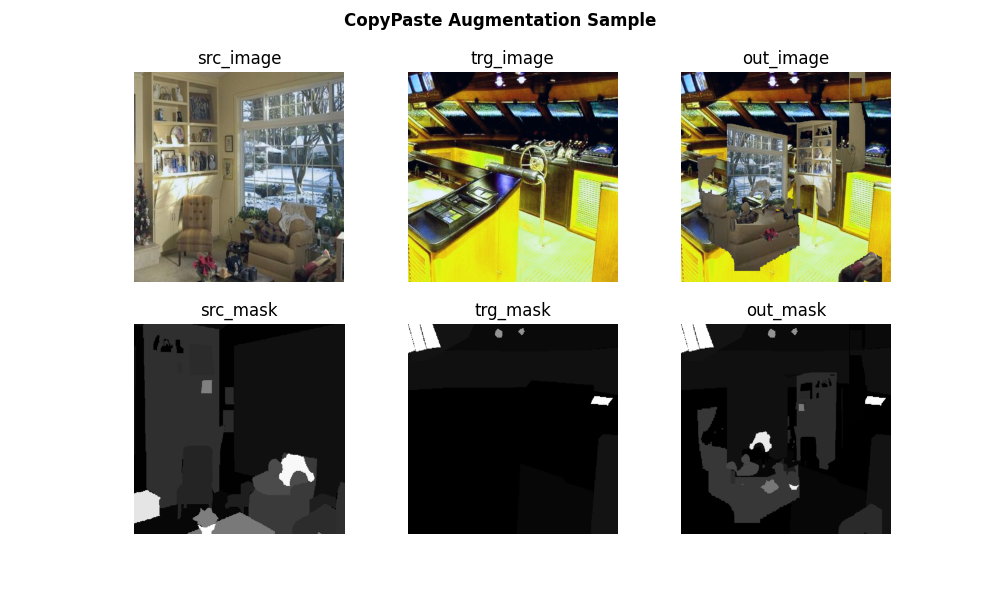 CopyPaste Augmentation Sample
src_image
trg_image
out_image
src_mask
trg_mask
out_mask